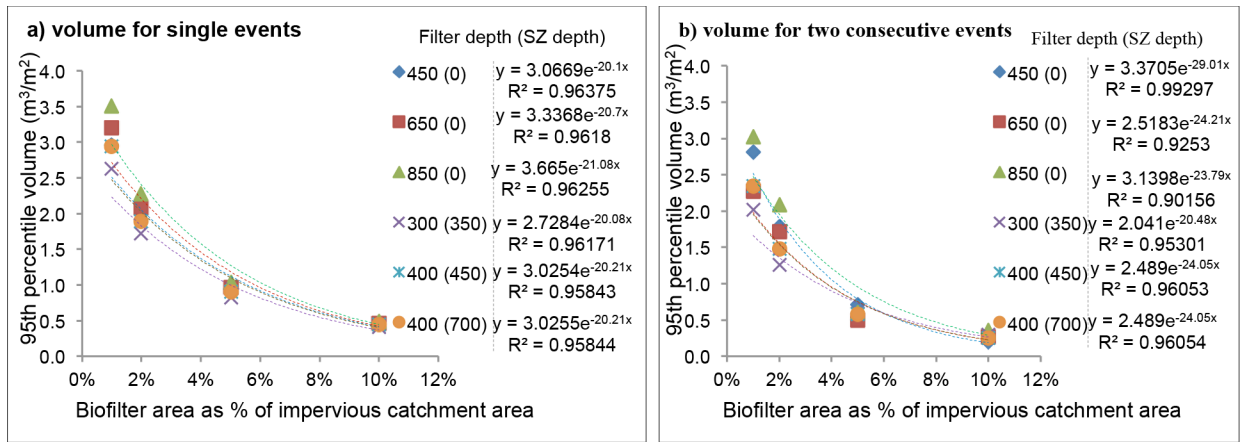 a) volume for single events
Filter depth (SZ depth)
95th percentile volume (m³/m²)
4.0
3.5
3.0
2.5
2.0
1.5
1.0
0.5
0.0
0% 2% 4% 6% 8% 10% 12%
Biofilter area as % of impervious catchment area
450 (0)
y = 3.0669e^-20.1x
R² = 0.96375
650 (0)
y = 3.3368e^-20.7x
R² = 0.9618
850 (0)
y = 3.665e^-21.08x
R² = 0.96255
300 (350)
y = 2.7284e^-20.08x
R² = 0.96171
400 (450)
y = 3.0254e^-20.21x
R² = 0.95843
400 (700)
y = 3.0255e^-20.21x
R² = 0.95844
b) volume for two consecutive events
Filter depth (SZ depth)
95th percentile volume (m³/m²)
4.0
3.5
3.0
2.5
2.0
1.5
1.0
0.5
0.0
0% 2% 4% 6% 8% 10% 12%
Biofilter area as % of impervious catchment area
450 (0)
y = 3.3705e^-29.01x
R² = 0.99297
650 (0)
y = 2.5183e^-24.21x
R² = 0.9253
850 (0)
y = 3.1398e^-23.79x
R² = 0.90156
300 (350)
y = 2.041e^-20.48x
R² = 0.95301
400 (450)
y = 2.489e^-24.05x
R² = 0.96053
400 (700)
y = 2.489e^-24.05x
R² = 0.96054